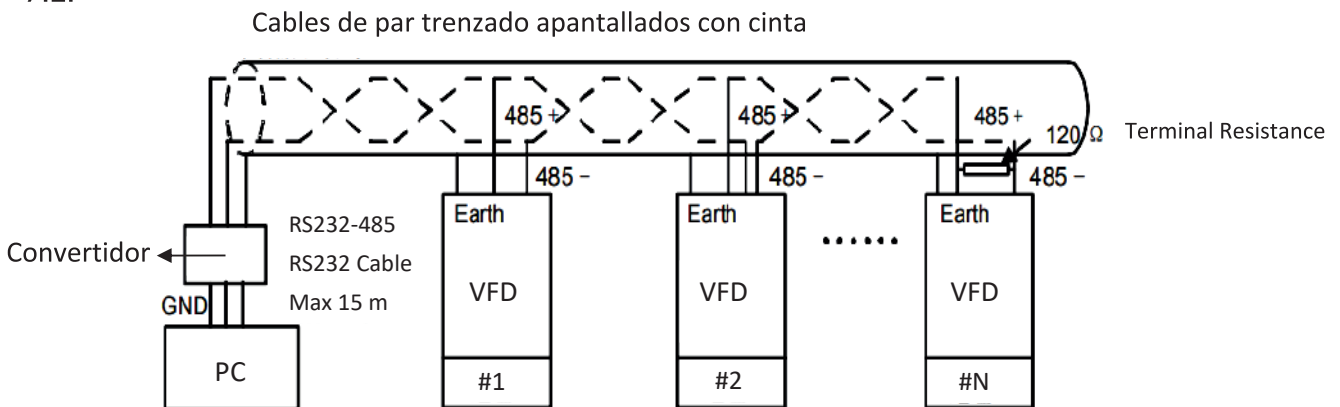 Cables de par trenzado apantallados con cinta
485 +
485 +
485 +
120 Ω
Terminal Resistance
485 –
485 –
485 –
Earth
Earth
Earth
RS232-485
RS232 Cable
Max 15 m
Convertidor
GND
VFD
VFD
VFD
......
PC
#1
#2
#N